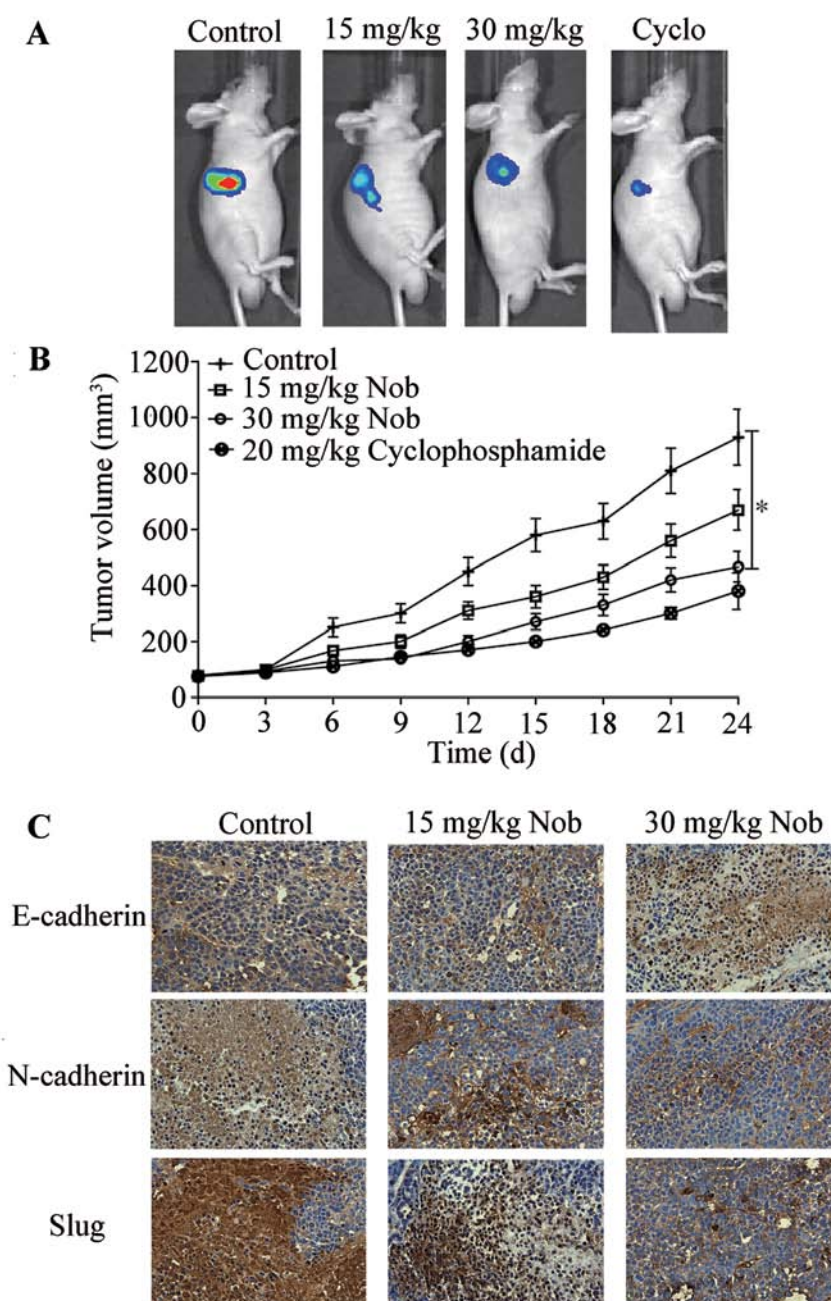 A
Control 15 mg/kg 30 mg/kg Cyclo
B
Tumor volume (mm³)
1200
1000
800
600
400
200
0
Control
15 mg/kg Nob
30 mg/kg Nob
20 mg/kg Cyclophosphamide
*
0 3 6 9 12 15 18 21 24
Time (d)
C
Control 15 mg/kg Nob 30 mg/kg Nob
E-cadherin
N-cadherin
Slug